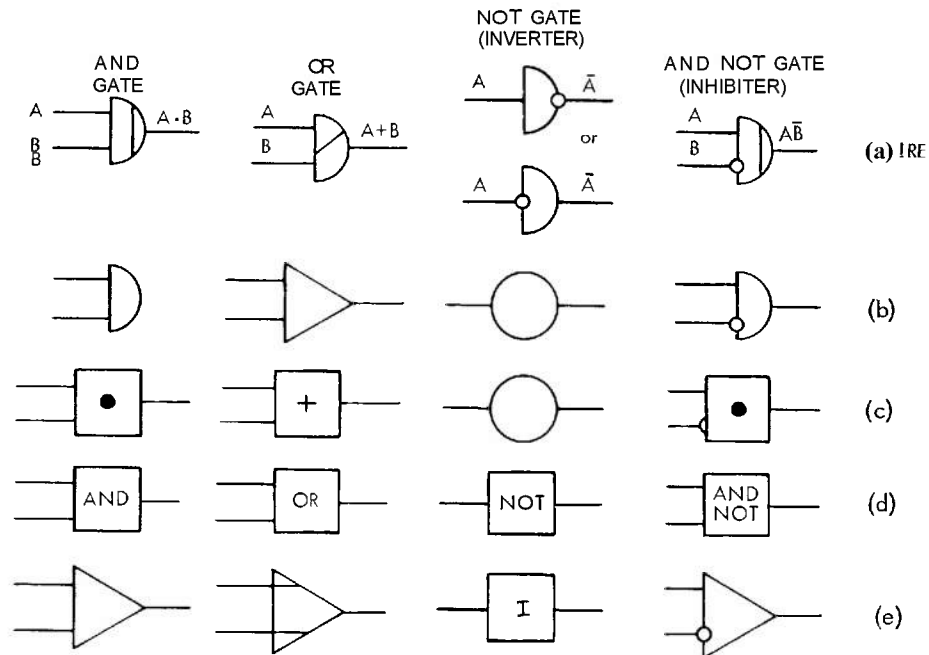 AND
GATE
OR
GATE
NOT GATE
(INVERTER)
AND NOT GATE
(INHIBITER)
A
B
B
A·B
A
B
A+B
A
Ā
or
A
Ā
A
B
AB̄
(a) IRE
(b)
(c)
+
AND
OR
NOT
AND
NOT
(d)
I
(e)